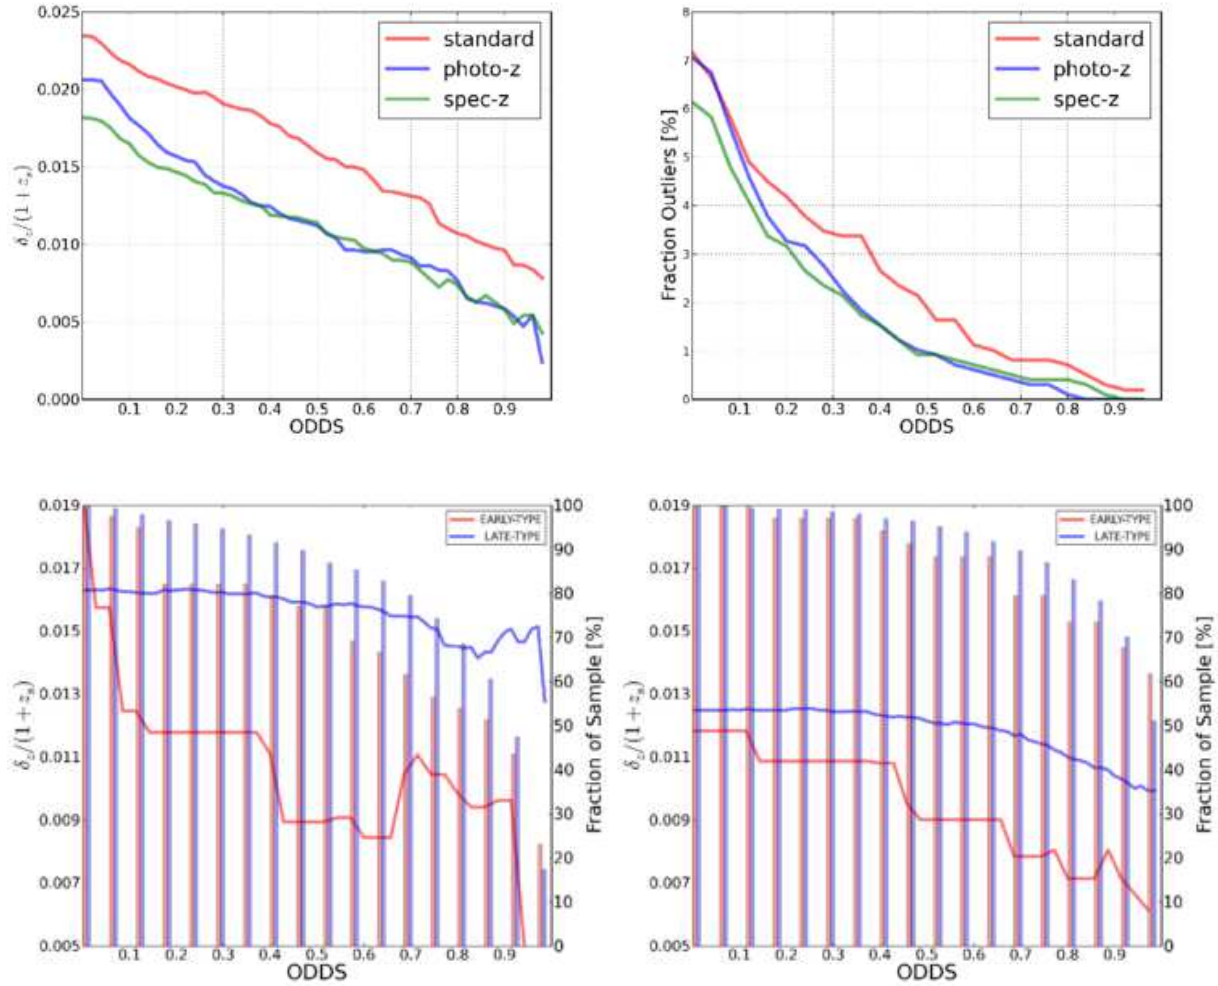 0.025
0.020
0.015
0.010
0.005
0.000
δz/(1 + zs)
standard
photo-z
spec-z
0.1 0.2 0.3 0.4 0.5 0.6 0.7 0.8 0.9
ODDS
8
7
6
5
4
3
2
1
0
Fraction Outliers [%]
standard
photo-z
spec-z
0.1 0.2 0.3 0.4 0.5 0.6 0.7 0.8 0.9
ODDS
0.019
0.017
0.015
0.013
0.011
0.009
0.007
0.005
δz/(1 + zs)
EARLY-TYPE
LATE-TYPE
100
90
80
70
60
50
40
30
20
10
0
Fraction of Sample [%]
0.1 0.2 0.3 0.4 0.5 0.6 0.7 0.8 0.9
ODDS
0.019
0.017
0.015
0.013
0.011
0.009
0.007
0.005
δz/(1 + zs)
EARLY-TYPE
LATE-TYPE
100
90
80
70
60
50
40
30
20
10
0
Fraction of Sample [%]
0.1 0.2 0.3 0.4 0.5 0.6 0.7 0.8 0.9
ODDS